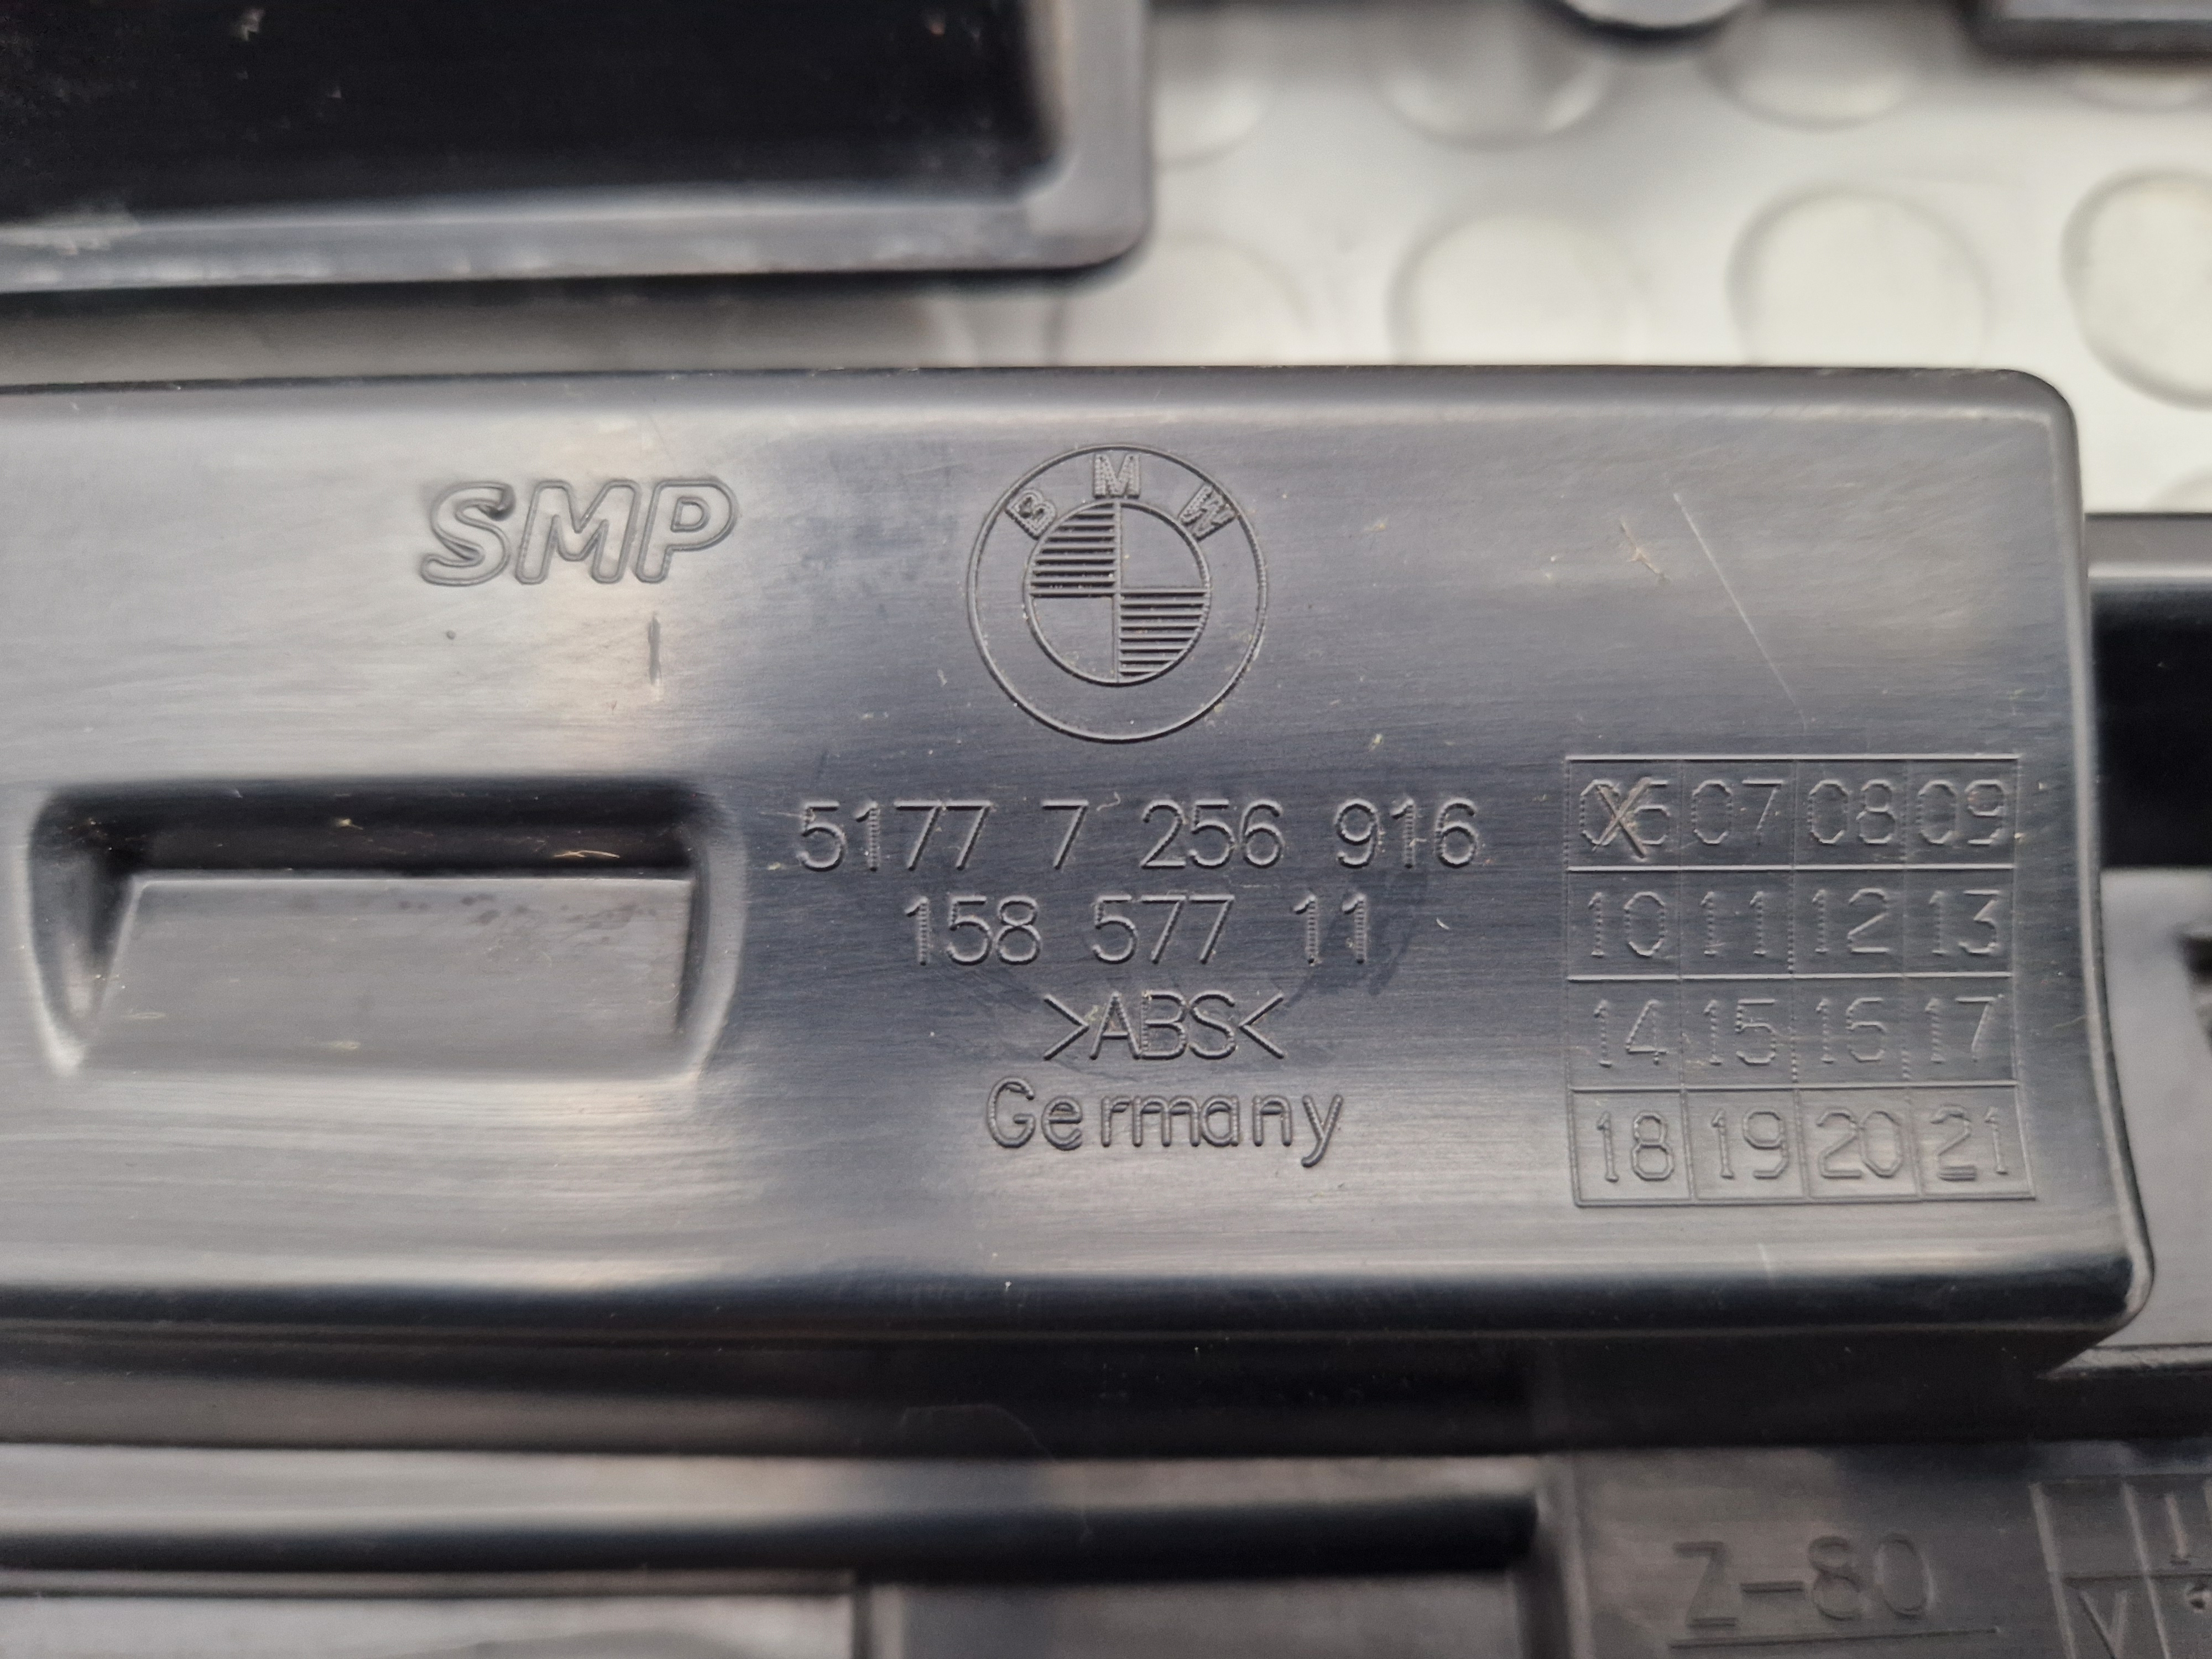 SMP
BMW
5177 7 256 916
158 577 11
>ABS<
Germany
06 07 08 09
10 11 12 13
14 15 16 17
18 19 20 21
Z-80